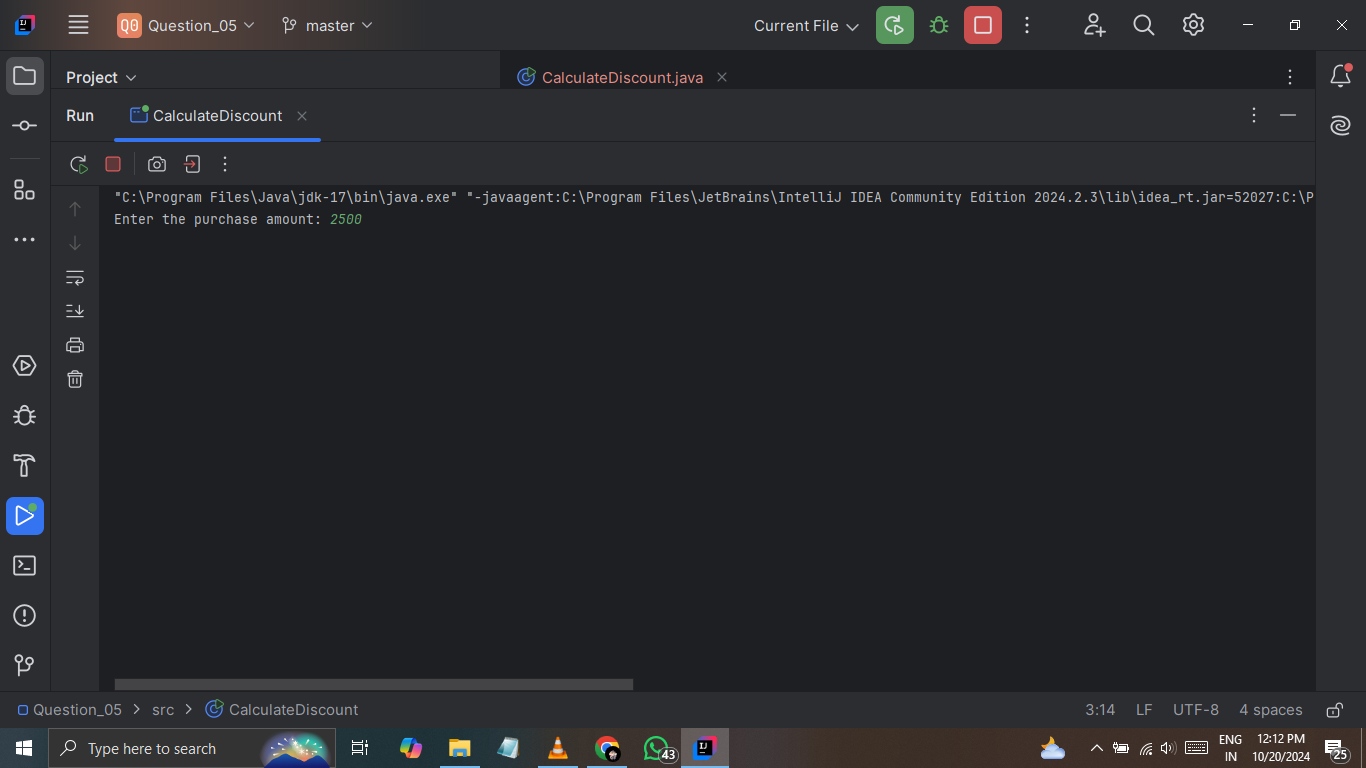 Q0 Question_05 master Current File
Project CalculateDiscount.java
Run CalculateDiscount
"C:\Program Files\Java\jdk-17\bin\java.exe" "-javaagent:C:\Program Files\JetBrains\IntelliJ IDEA Community Edition 2024.2.3\lib\idea_rt.jar=52027:C:\P
Enter the purchase amount: 2500
Question_05 src CalculateDiscount 3:14 LF UTF-8 4 spaces
Type here to search 43 ENG 12:12 PM
IN 10/20/2024 25